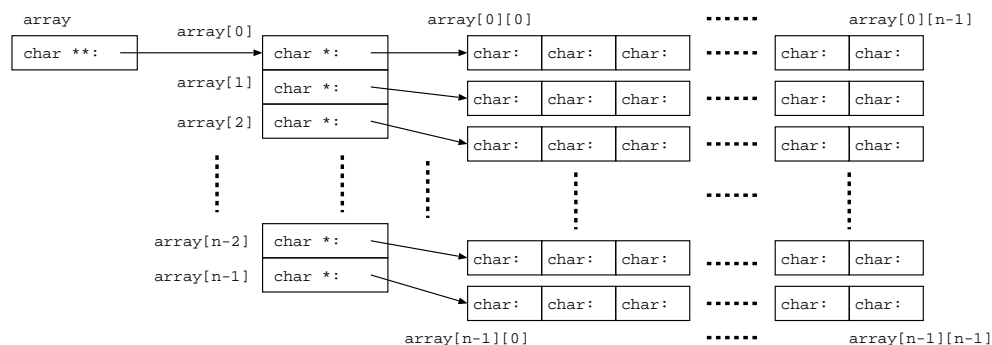 array
array[0][0]
array[0][n-1]
array[0]
char **:
char *:
char: char: char:
char: char:
array[1]
char *:
char: char: char:
char: char:
array[2]
char *:
char: char: char:
char: char:
array[n-2]
char *:
char: char: char:
char: char:
array[n-1]
char *:
char: char: char:
char: char:
array[n-1][0]
array[n-1][n-1]